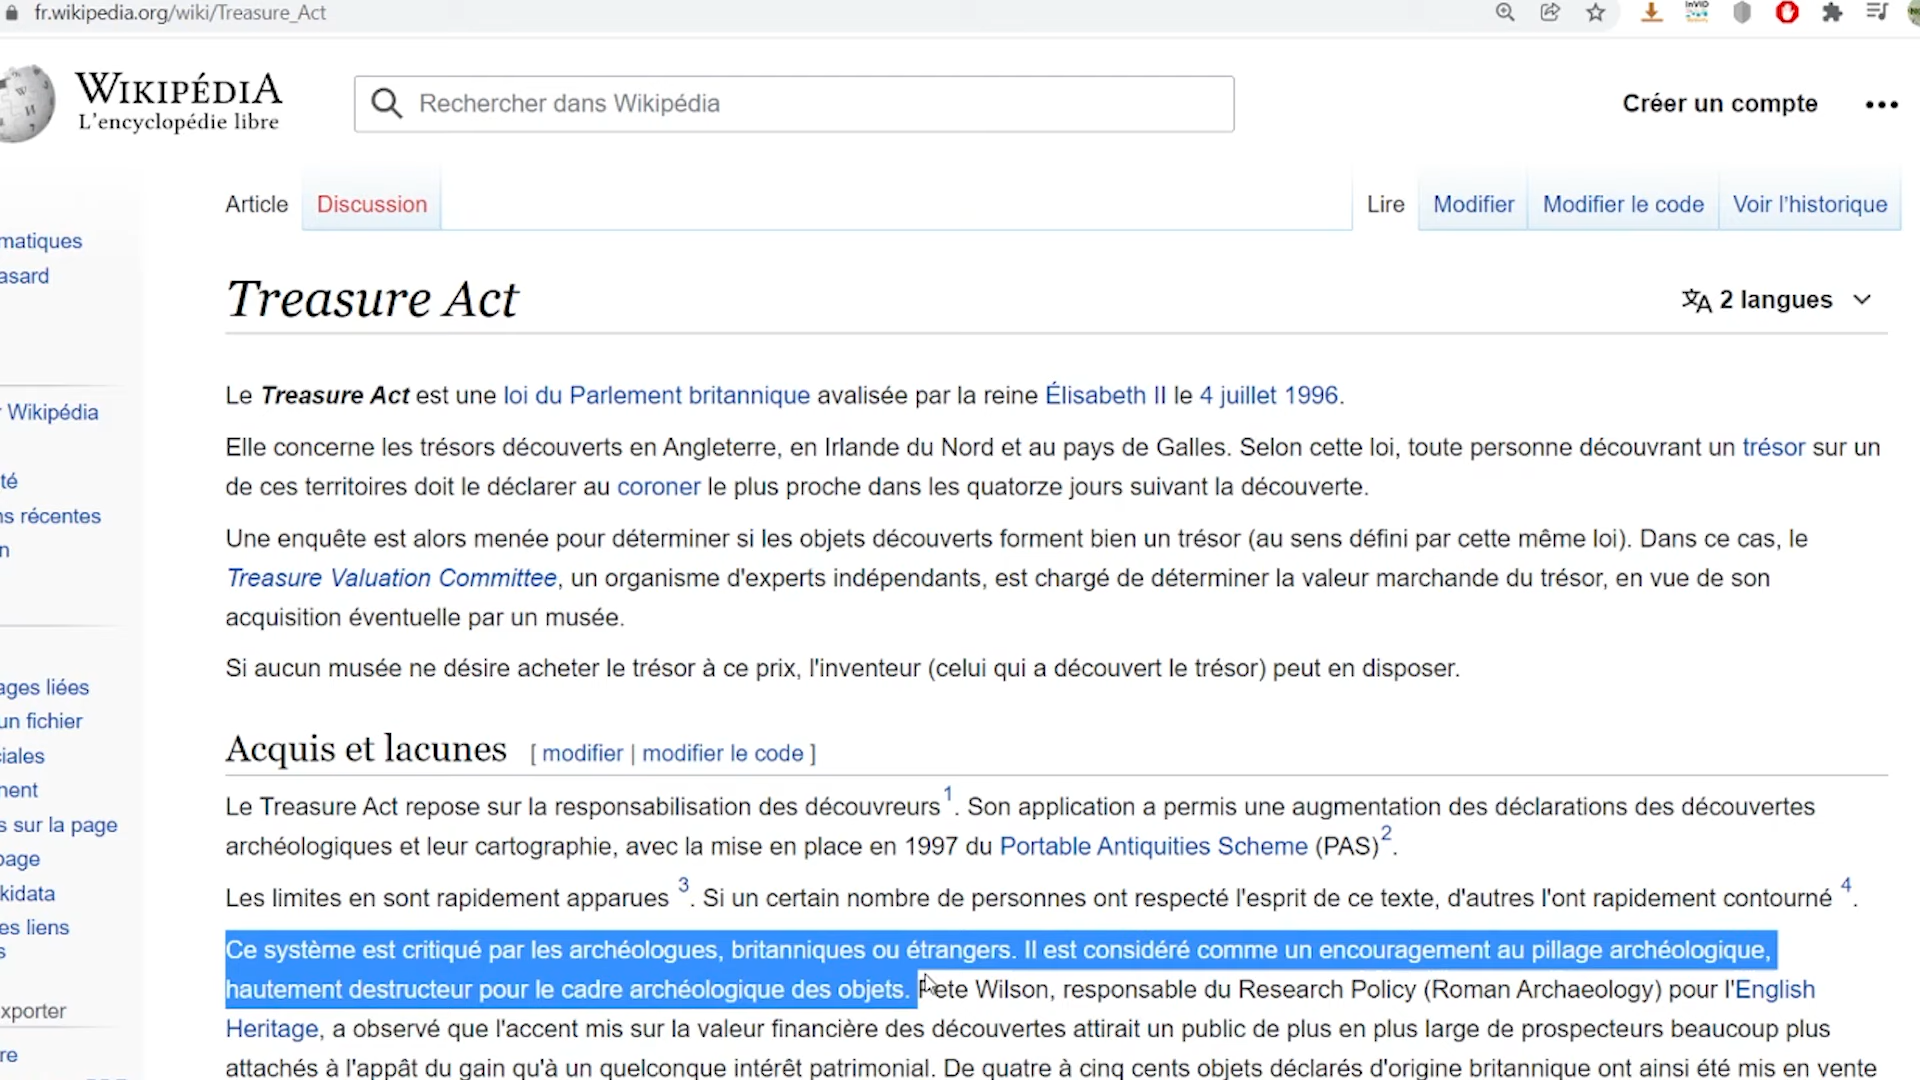 fr.wikipedia.org/wiki/Treasure_Act
InVID
WIKIPÉDIA
L'encyclopédie libre
Rechercher dans Wikipédia
Créer un compte
Article
Discussion
Lire
Modifier
Modifier le code
Voir l'historique
matiques
asard
Treasure Act
2 langues
Le Treasure Act est une loi du Parlement britannique avalisée par la reine Élisabeth II le 4 juillet 1996.
r Wikipédia
Elle concerne les trésors découverts en Angleterre, en Irlande du Nord et au pays de Galles. Selon cette loi, toute personne découvrant un trésor sur un
de ces territoires doit le déclarer au coroner le plus proche dans les quatorze jours suivant la découverte.
té
ns récentes
n
Une enquête est alors menée pour déterminer si les objets découverts forment bien un trésor (au sens défini par cette même loi). Dans ce cas, le
Treasure Valuation Committee, un organisme d'experts indépendants, est chargé de déterminer la valeur marchande du trésor, en vue de son
acquisition éventuelle par un musée.
Si aucun musée ne désire acheter le trésor à ce prix, l'inventeur (celui qui a découvert le trésor) peut en disposer.
ages liées
un fichier
ciales
nent
s sur la page
page
kidata
es liens
s
xporter
re
Acquis et lacunes [ modifier | modifier le code ]
Le Treasure Act repose sur la responsabilisation des découvreurs 1. Son application a permis une augmentation des déclarations des découvertes
archéologiques et leur cartographie, avec la mise en place en 1997 du Portable Antiquities Scheme (PAS)2.
Les limites en sont rapidement apparues 3. Si un certain nombre de personnes ont respecté l'esprit de ce texte, d'autres l'ont rapidement contourné 4.
Ce système est critiqué par les archéologues, britanniques ou étrangers. Il est considéré comme un encouragement au pillage archéologique,
hautement destructeur pour le cadre archéologique des objets. Pete Wilson, responsable du Research Policy (Roman Archaeology) pour l'English
Heritage, a observé que l'accent mis sur la valeur financière des découvertes attirait un public de plus en plus large de prospecteurs beaucoup plus
attachés à l'appât du gain qu'à un quelconque intérêt patrimonial. De quatre à cinq cents objets déclarés d'origine britannique ont ainsi été mis en vente